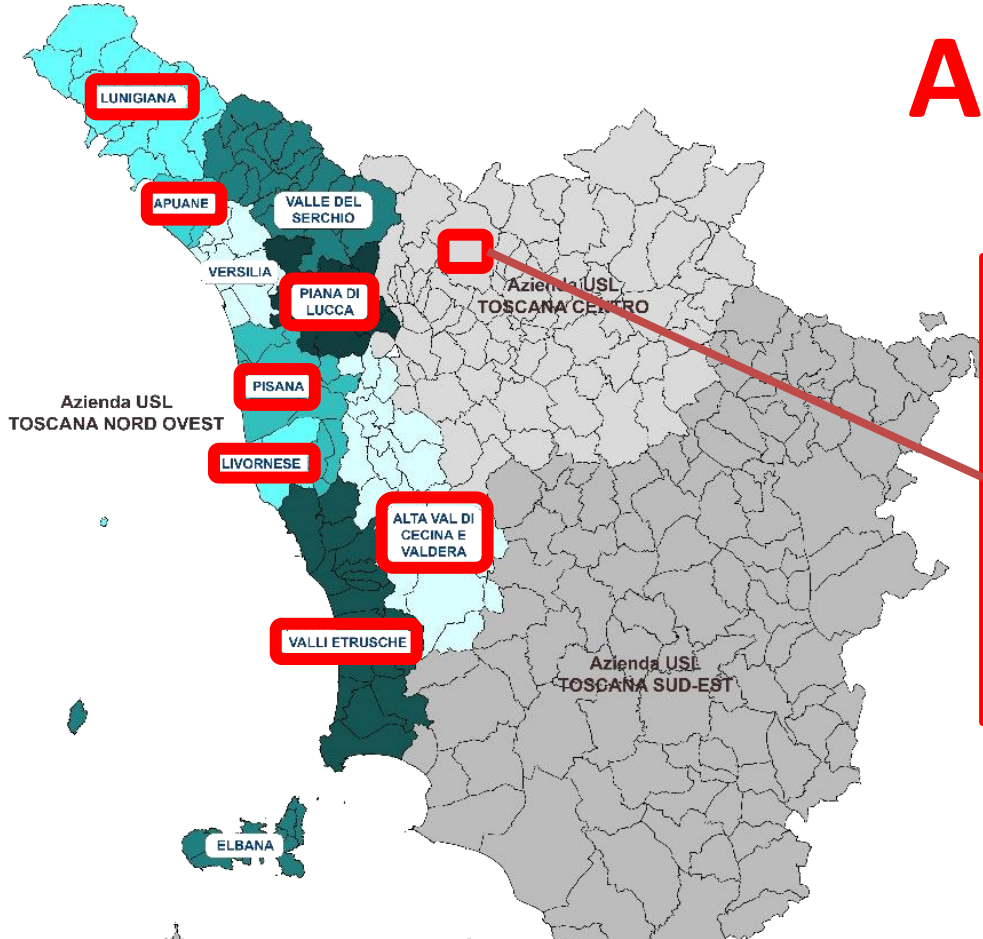 A
LUNIGIANA
APUANE
VALLE DEL
SERCHIO
VERSILIA
PIANA DI
LUCCA
Azienda USL
TOSCANA CENTRO
PISANA
Azienda USL
TOSCANA NORD OVEST
LIVORNESE
ALTA VAL DI
CECINA E
VALDERA
VALLI ETRUSCHE
Azienda USL
TOSCANA SUD-EST
ELBANA